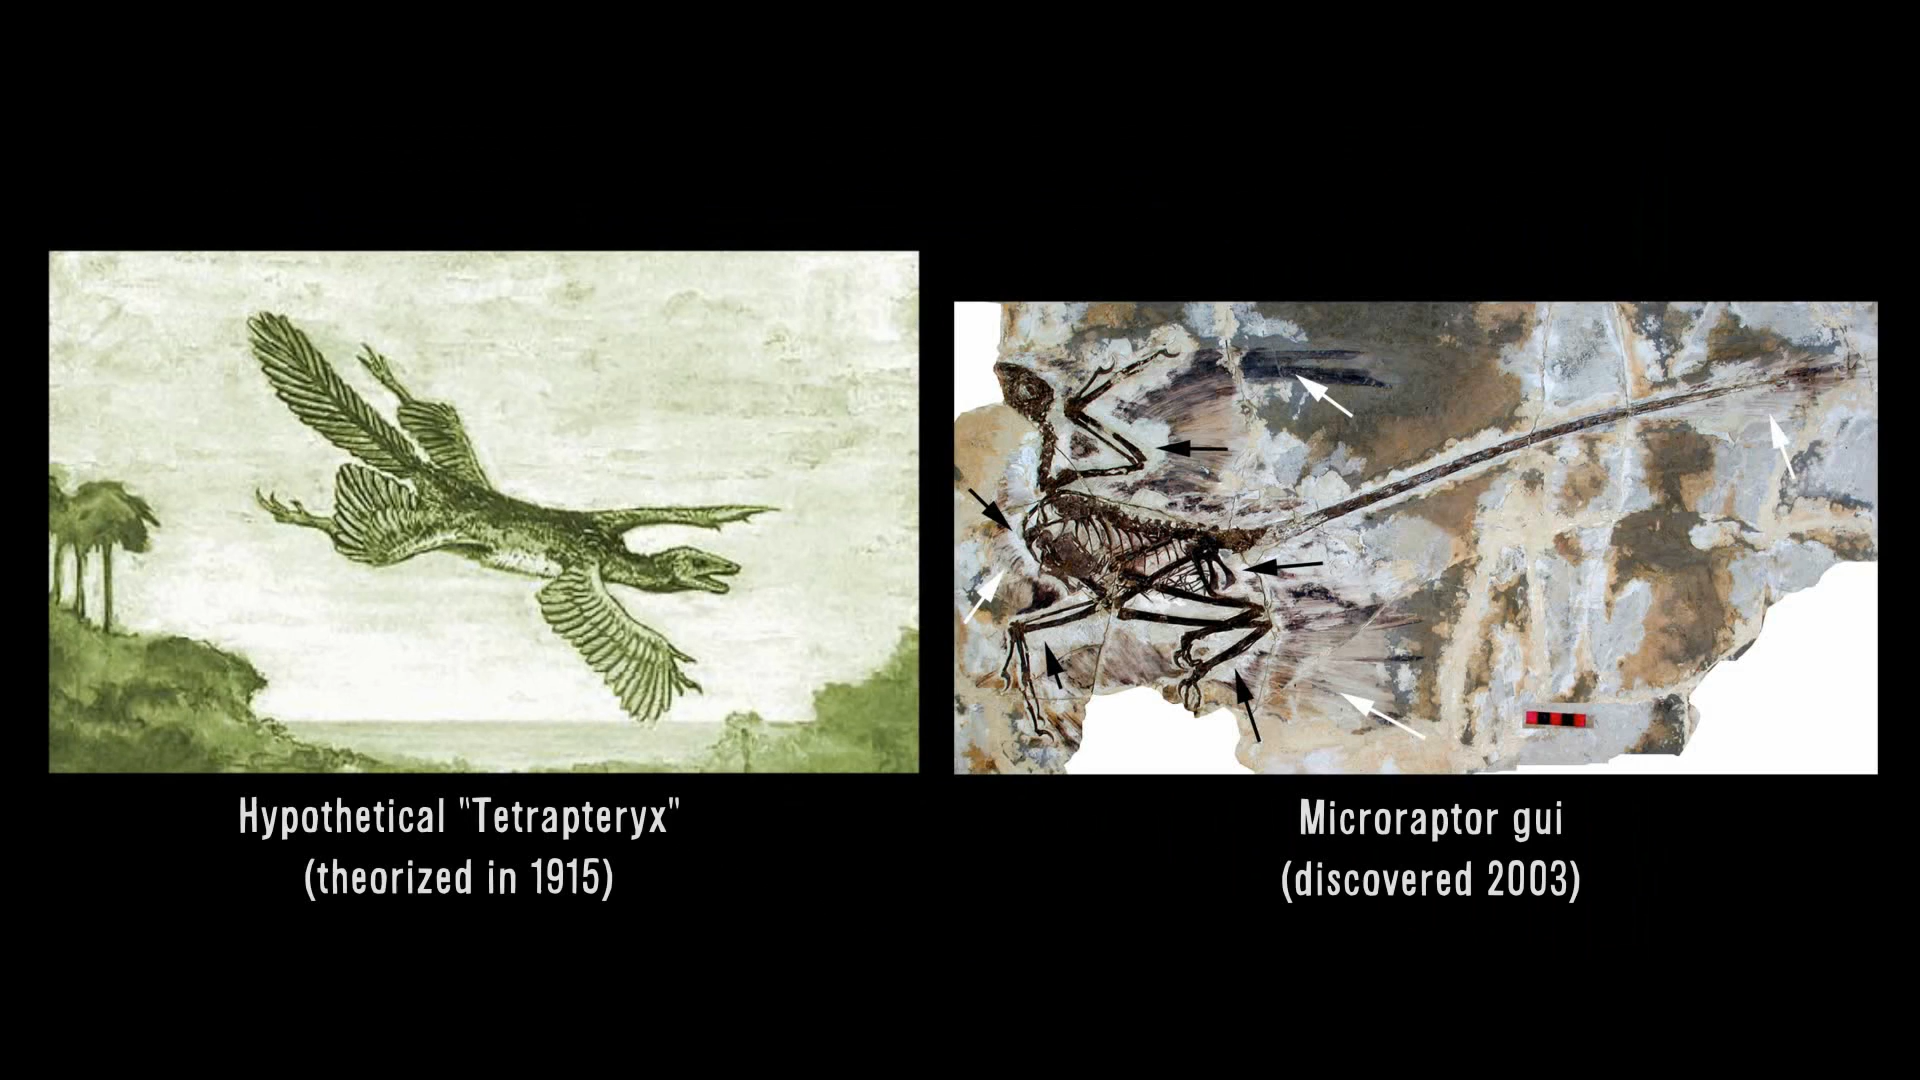 Hypothetical "Tetrapteryx"
(theorized in 1915)
Microraptor gui
(discovered 2003)